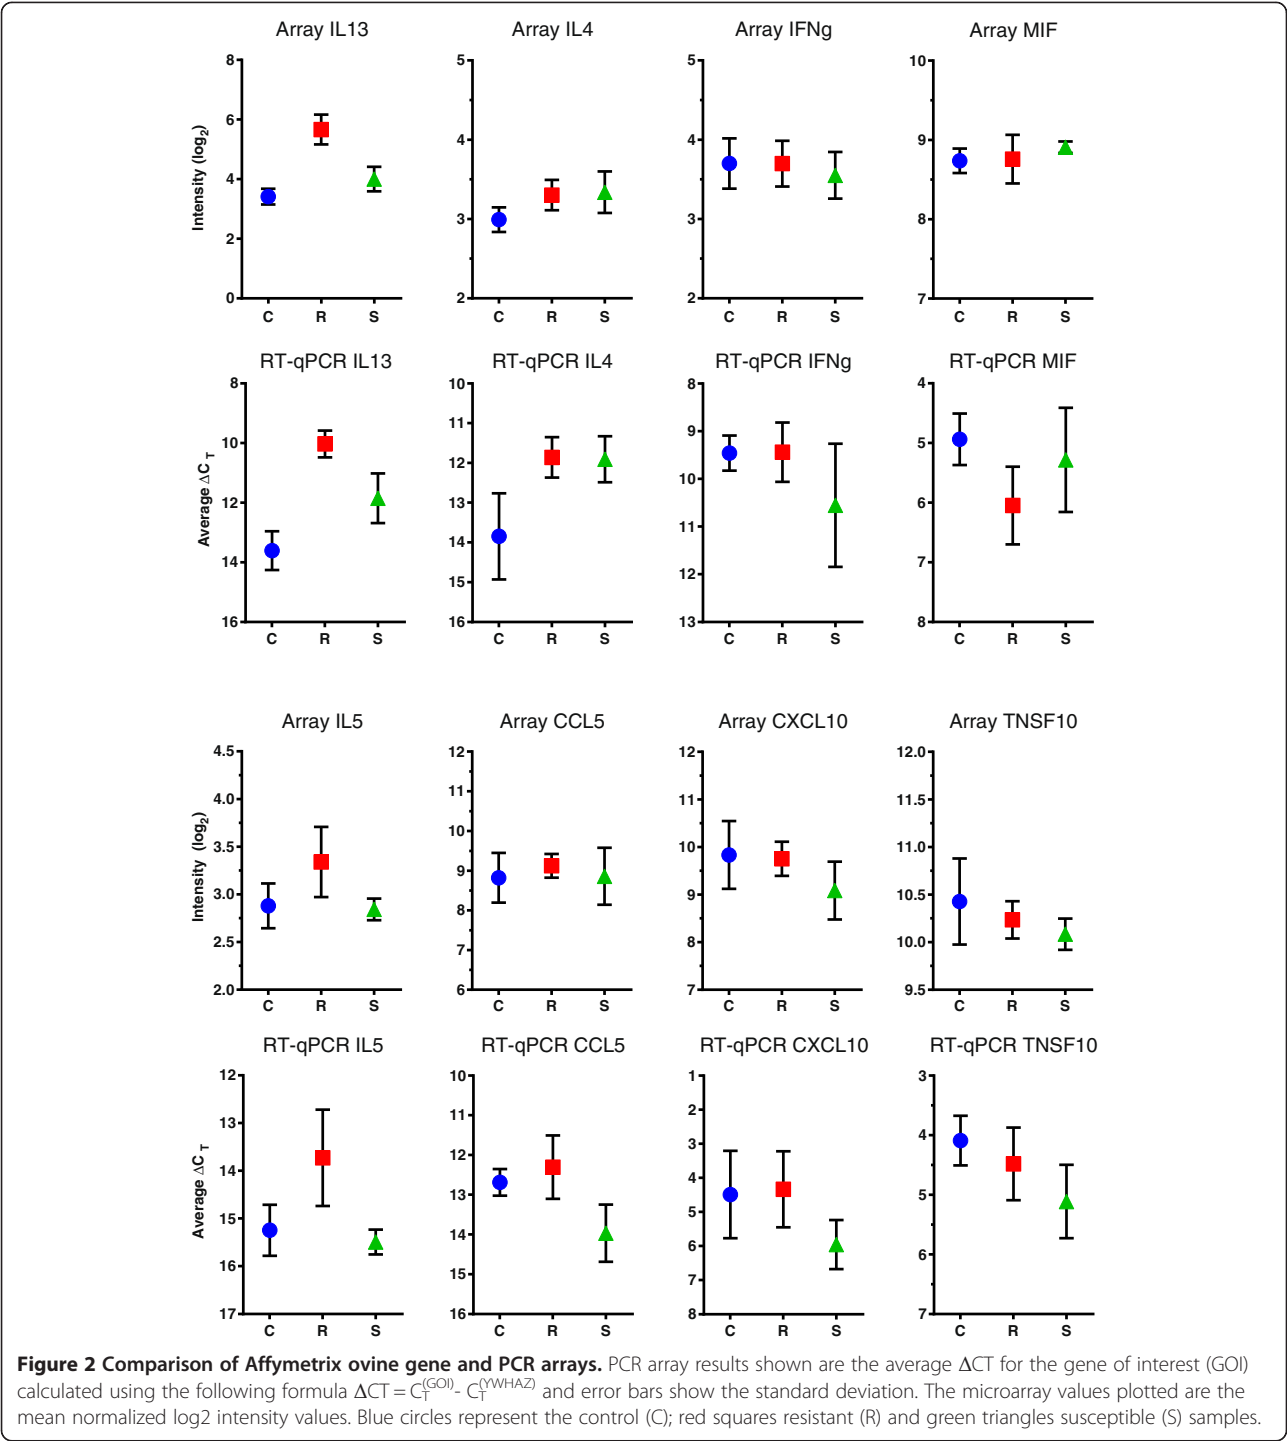 Array IL13
Array IL4
Array IFNg
Array MIF
Intensity (log2)
8
6
4
2
0
C R S
5
4
3
2
C R S
5
4
3
2
C R S
10
9
8
7
C R S
RT-qPCR IL13
RT-qPCR IL4
RT-qPCR IFNg
RT-qPCR MIF
Average ΔC T
8
10
12
14
16
C R S
10
11
12
13
14
15
16
C R S
8
9
10
11
12
13
C R S
4
5
6
7
8
C R S
Array IL5
Array CCL5
Array CXCL10
Array TNSF10
Intensity (log2)
4.5
4.0
3.5
3.0
2.5
2.0
C R S
12
11
10
9
8
7
6
C R S
12
11
10
9
8
7
C R S
12.0
11.5
11.0
10.5
10.0
9.5
C R S
RT-qPCR IL5
RT-qPCR CCL5
RT-qPCR CXCL10
RT-qPCR TNSF10
Average ΔC T
12
13
14
15
16
17
C R S
10
11
12
13
14
15
16
C R S
1
2
3
4
5
6
7
8
C R S
3
4
5
6
7
C R S
Figure 2 Comparison of Affymetrix ovine gene and PCR arrays. PCR array results shown are the average ΔCT for the gene of interest (GOI)
calculated using the following formula ΔCT = C_T^(GOI) - C_T^(YWHAZ) and error bars show the standard deviation. The microarray values plotted are the
mean normalized log2 intensity values. Blue circles represent the control (C); red squares resistant (R) and green triangles susceptible (S) samples.